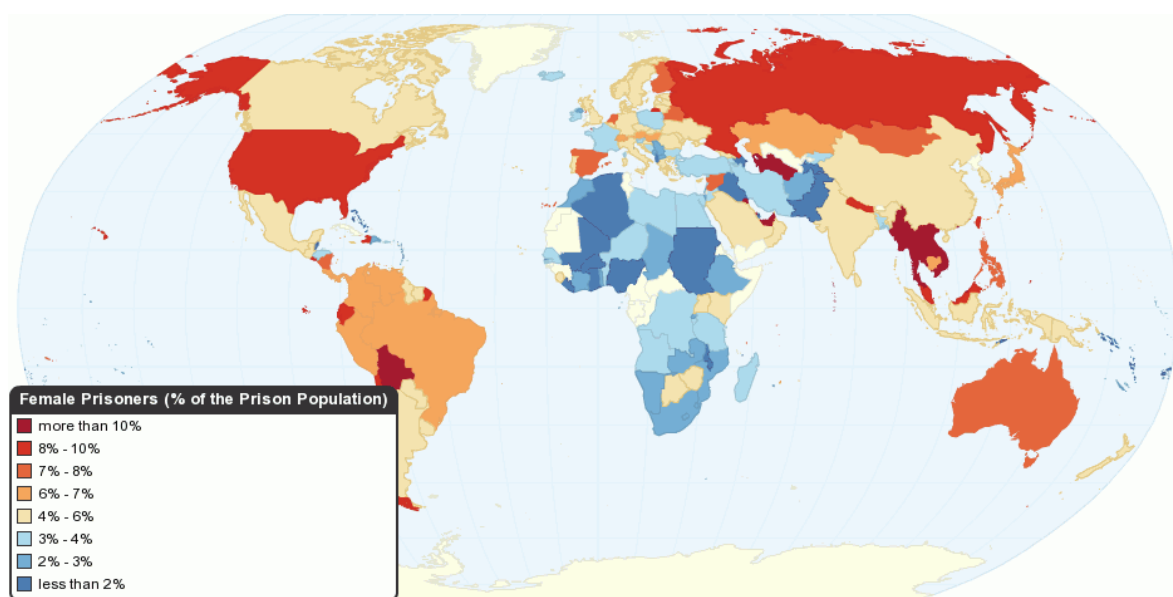 Female Prisoners (% of the Prison Population)
more than 10%
8% - 10%
7% - 8%
6% - 7%
4% - 6%
3% - 4%
2% - 3%
less than 2%